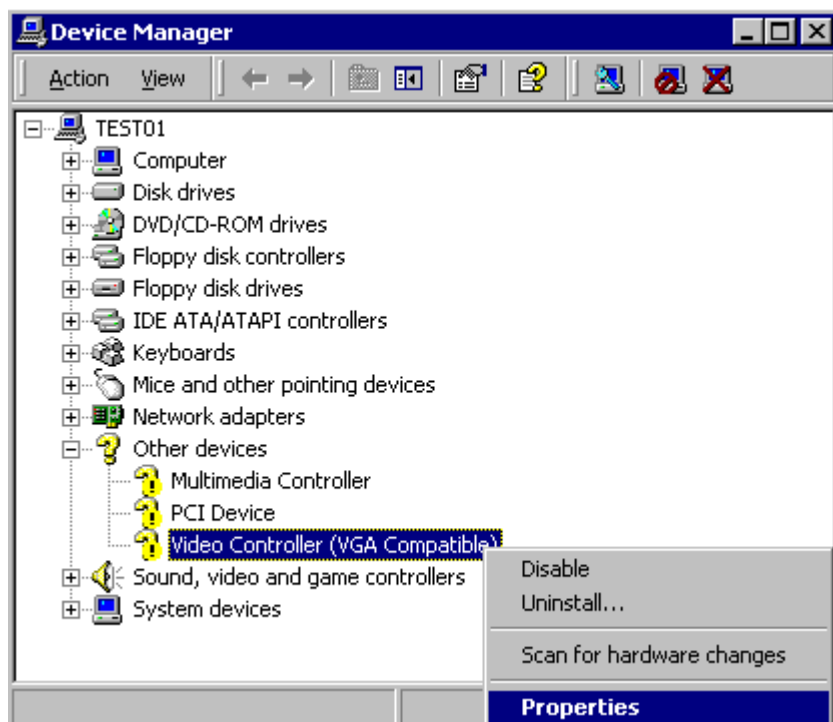 Device Manager
Action View
TEST01
Computer
Disk drives
DVD/CD-ROM drives
Floppy disk controllers
Floppy disk drives
IDE ATA/ATAPI controllers
Keyboards
Mice and other pointing devices
Network adapters
Other devices
Multimedia Controller
PCI Device
Video Controller (VGA Compatible)
Sound, video and game controllers
System devices
Disable
Uninstall...
Scan for hardware changes
Properties